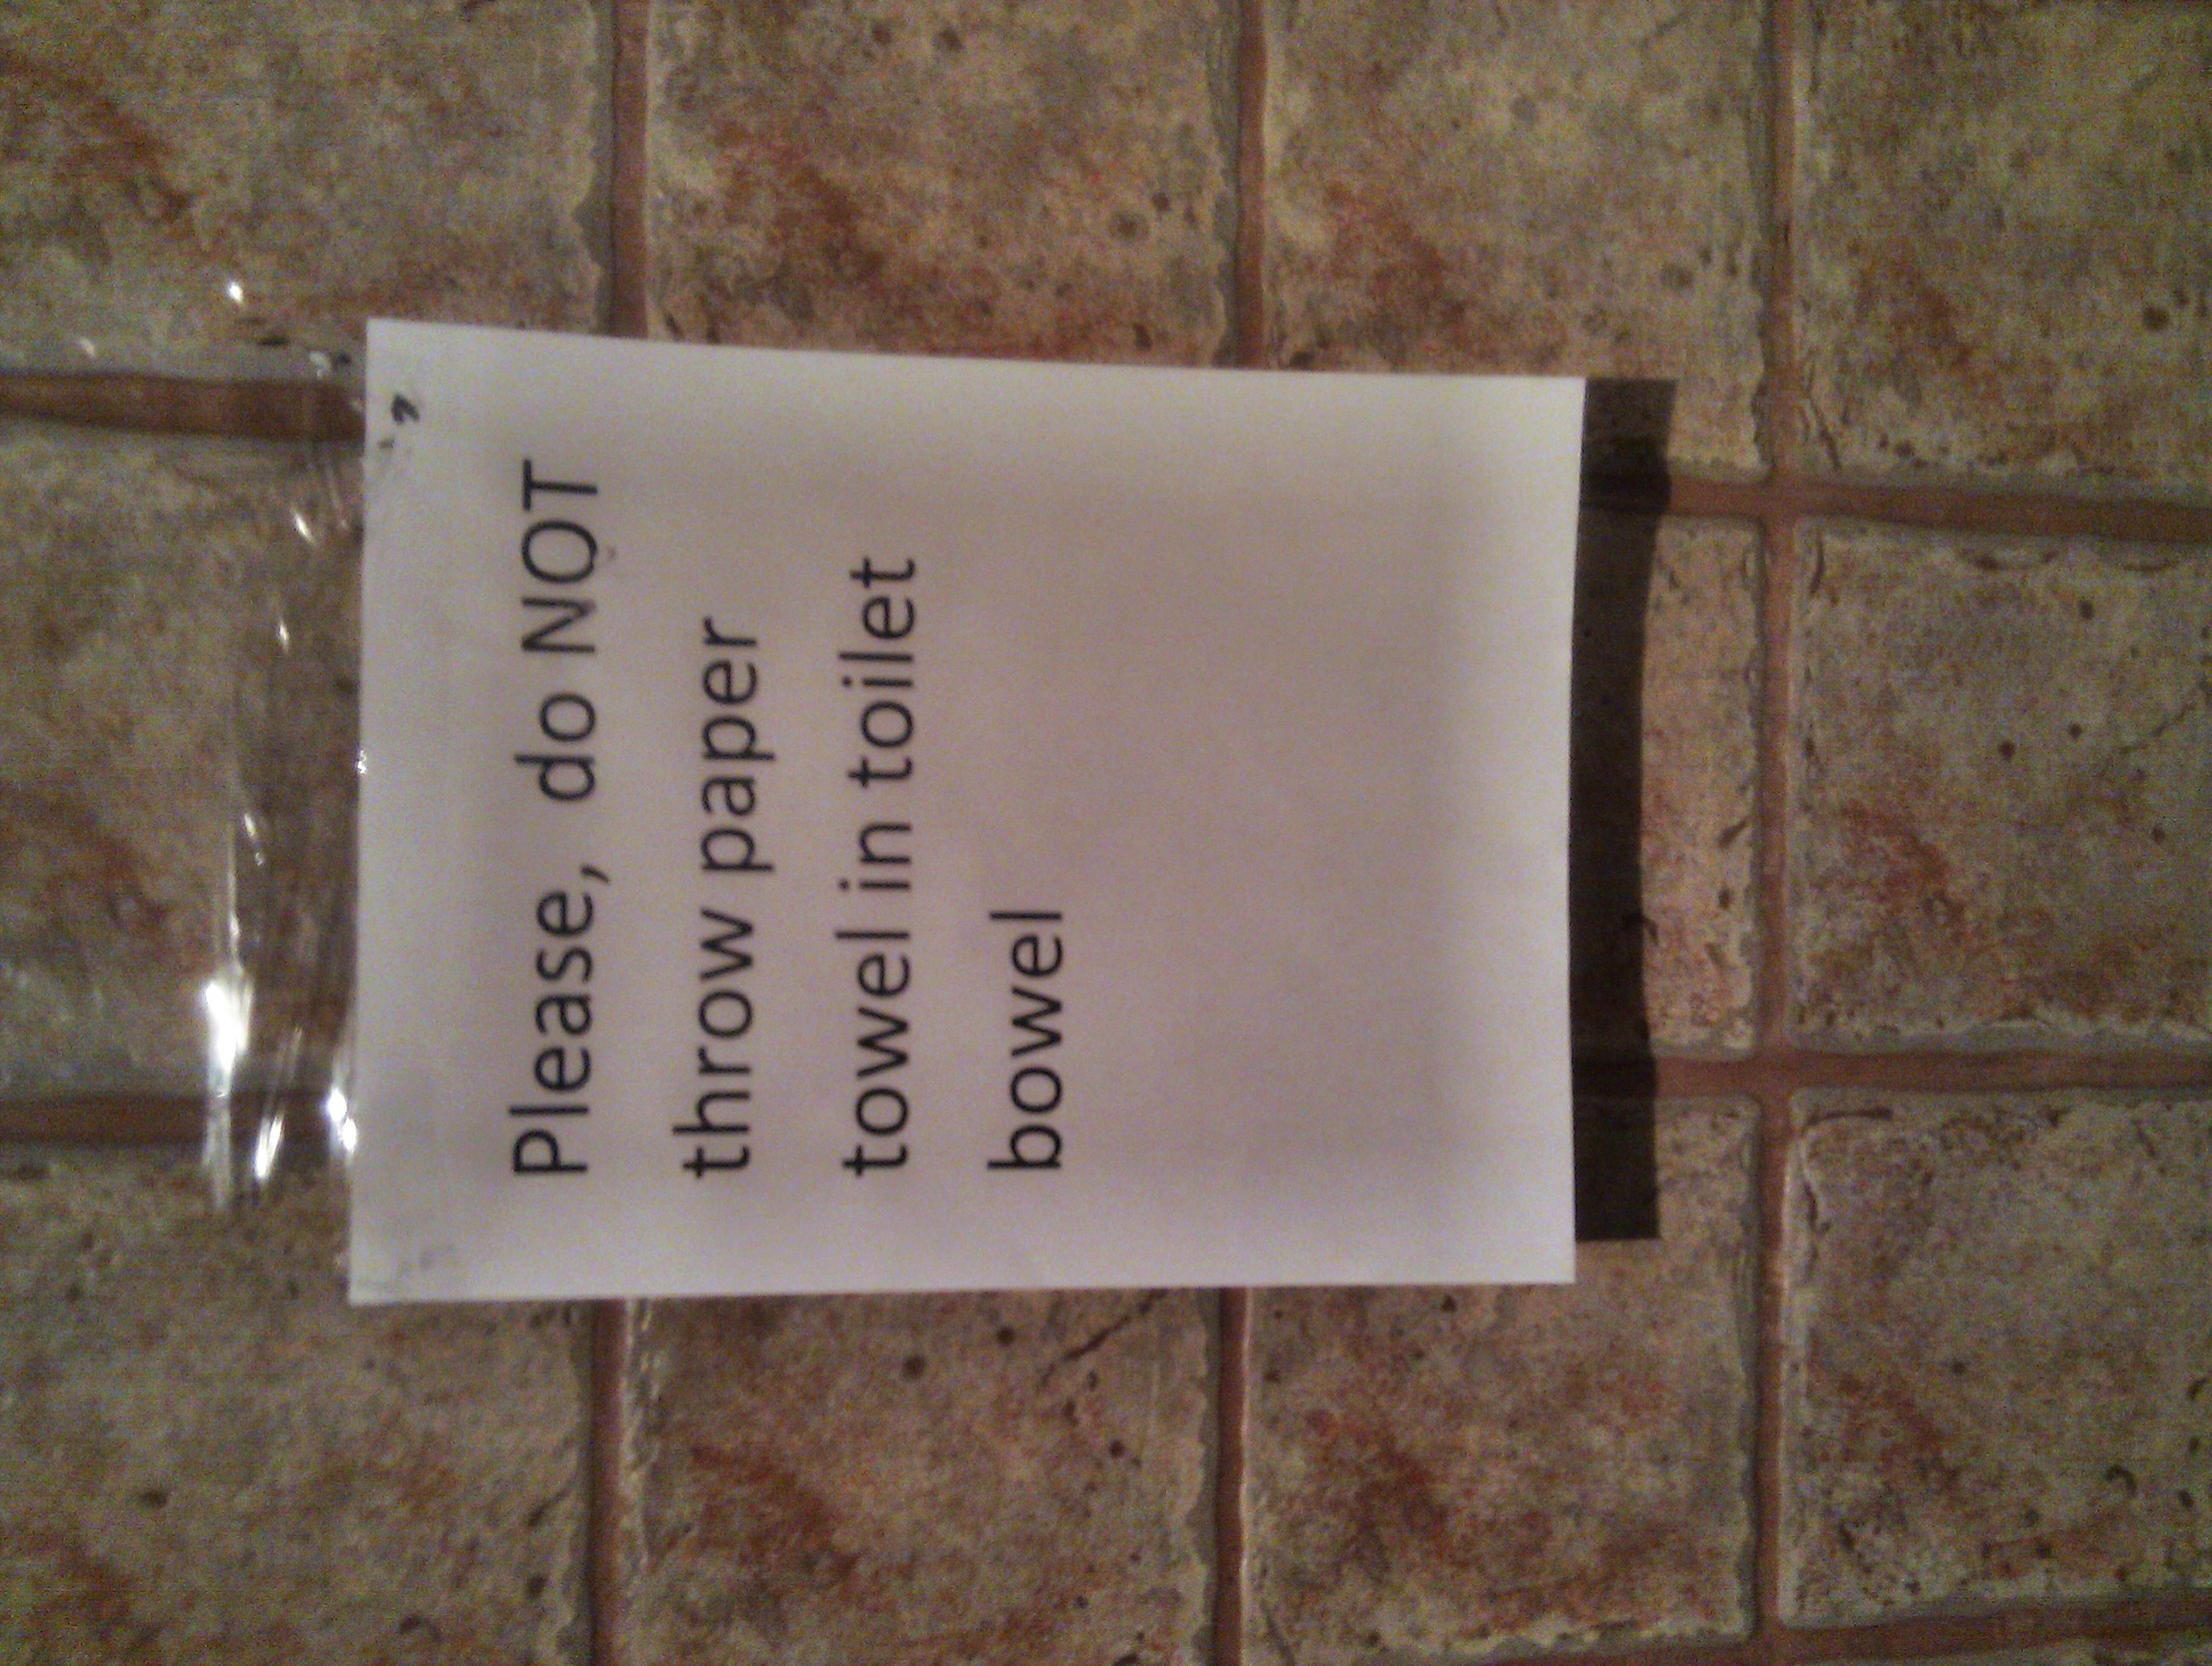 Please, do NOT
throw paper
towel in toilet
bowel